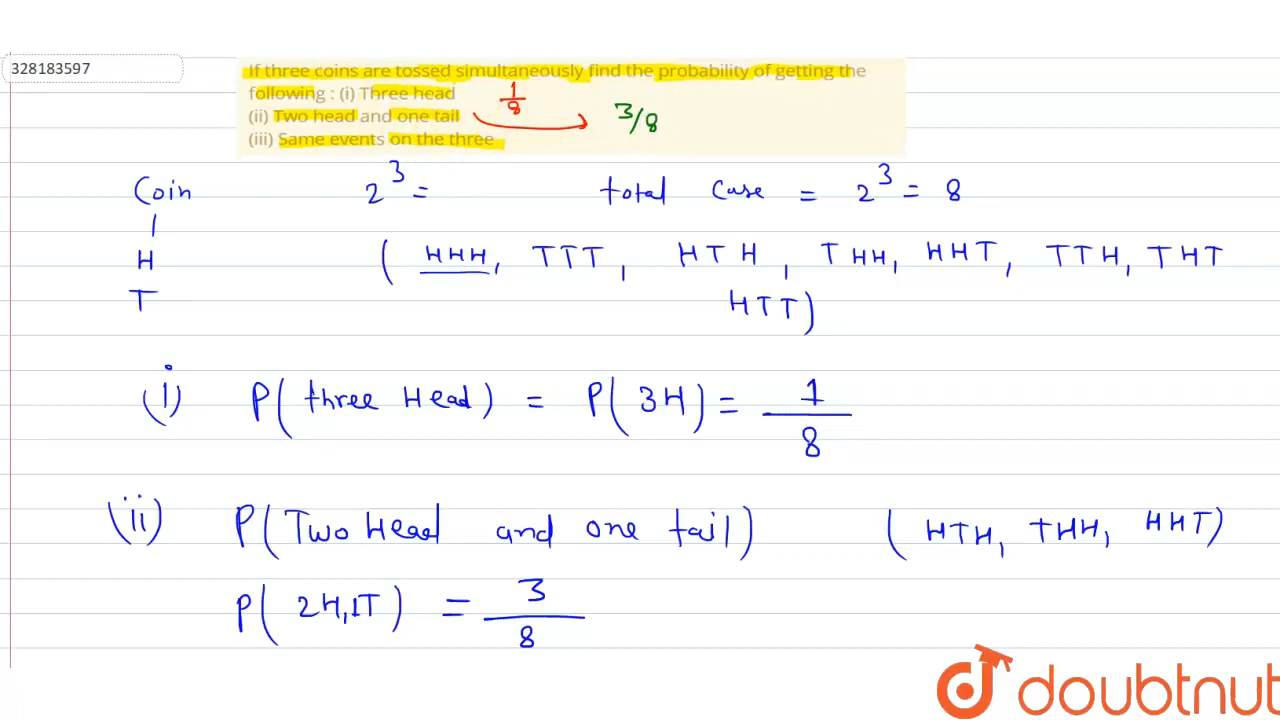 328183597
If three coins are tossed simultaneously find the probability of getting the
following : (i) Three head
1/8
(ii) Two head and one tail
3/8
(iii) Same events on the three
Coin 2^3 = total Case = 2^3 = 8
H ( HHH, TTT, HTH, THH, HHT, TTH, THT
T HTT)
(i) P( three Head) = P( 3H) = 1/8
(ii) P( Two Head and one tail) ( HTH, THH, HHT)
P( 2H,1T) = 3/8
doubtnut